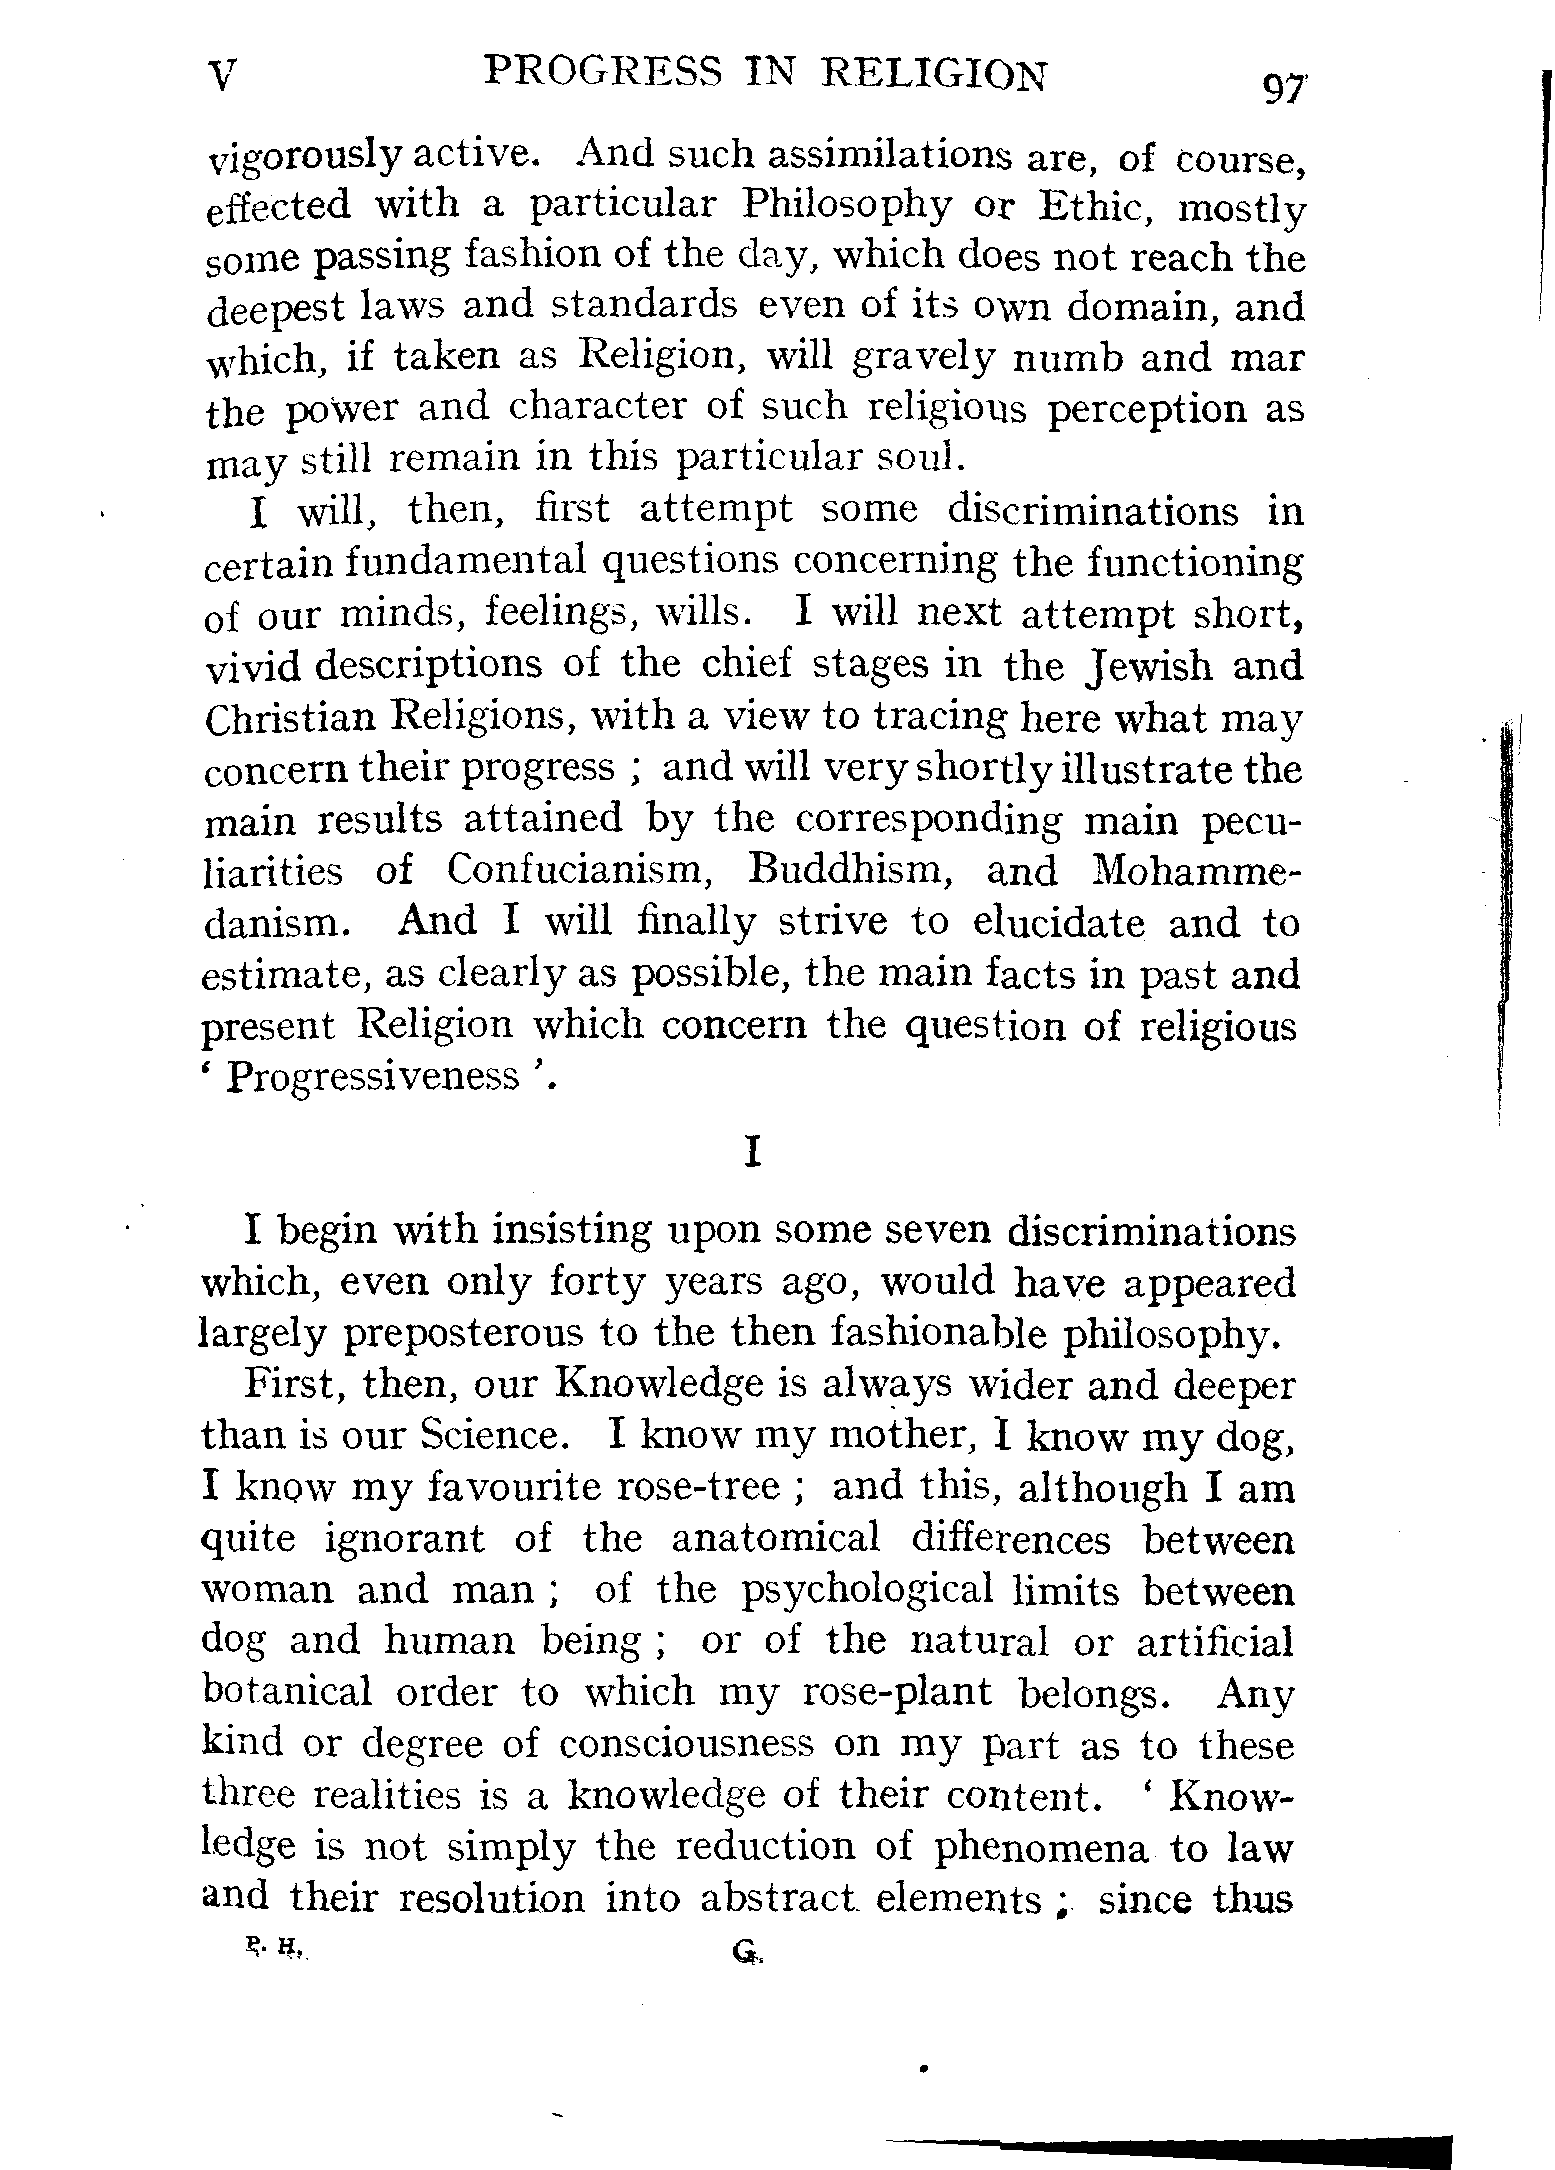 V PROGRESS IN RELIGION 97
vigorously active. And such assimilations are, of course,
effected with a particular Philosophy or Ethic, mostly
some passing fashion of the day, which does not reach the
deepest laws and standards even of its own domain, and
which, if taken as Religion, will gravely numb and mar
the power and character of such religious perception as
may still remain in this particular soul.
I will, then, first attempt some discriminations in
certain fundamental questions concerning the functioning
of our minds, feelings, wills. I will next attempt short,
vivid descriptions of the chief stages in the Jewish and
Christian Religions, with a view to tracing here what may
concern their progress ; and will very shortly illustrate the
main results attained by the corresponding main pecu-
liarities of Confucianism, Buddhism, and Mohamme-
danism. And I will finally strive to elucidate and to
estimate, as clearly as possible, the main facts in past and
present Religion which concern the question of religious
‘ Progressiveness ’.
I
I begin with insisting upon some seven discriminations
which, even only forty years ago, would have appeared
largely preposterous to the then fashionable philosophy.
First, then, our Knowledge is always wider and deeper
than is our Science. I know my mother, I know my dog,
I know my favourite rose-tree ; and this, although I am
quite ignorant of the anatomical differences between
woman and man ; of the psychological limits between
dog and human being ; or of the natural or artificial
botanical order to which my rose-plant belongs. Any
kind or degree of consciousness on my part as to these
three realities is a knowledge of their content. ‘ Know-
ledge is not simply the reduction of phenomena to law
and their resolution into abstract elements ; since thus
P. H. G